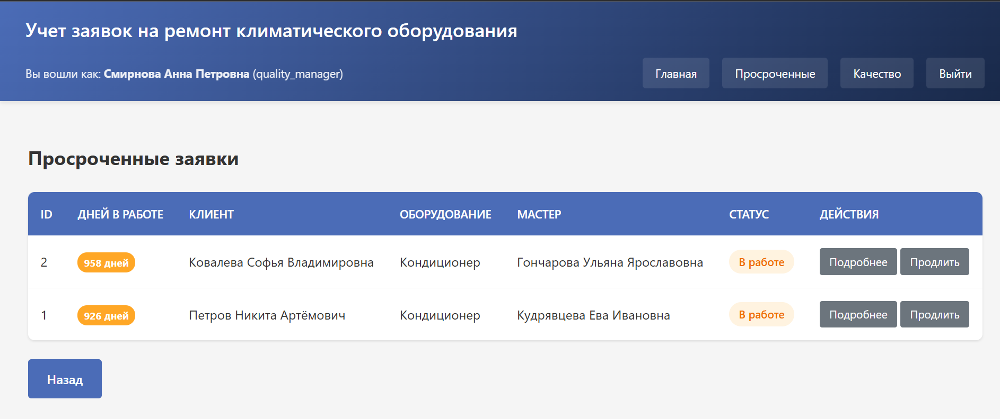 Учет заявок на ремонт климатического оборудования
Вы вошли как: Смирнова Анна Петровна (quality_manager)
Главная Просроченные Качество Выйти
Просроченные заявки
ID ДНЕЙ В РАБОТЕ КЛИЕНТ ОБОРУДОВАНИЕ МАСТЕР СТАТУС ДЕЙСТВИЯ
2 958 дней Ковалева Софья Владимировна Кондиционер Гончарова Ульяна Ярославовна В работе Подробнее Продлить
1 926 дней Петров Никита Артёмович Кондиционер Кудрявцева Ева Ивановна В работе Подробнее Продлить
Назад